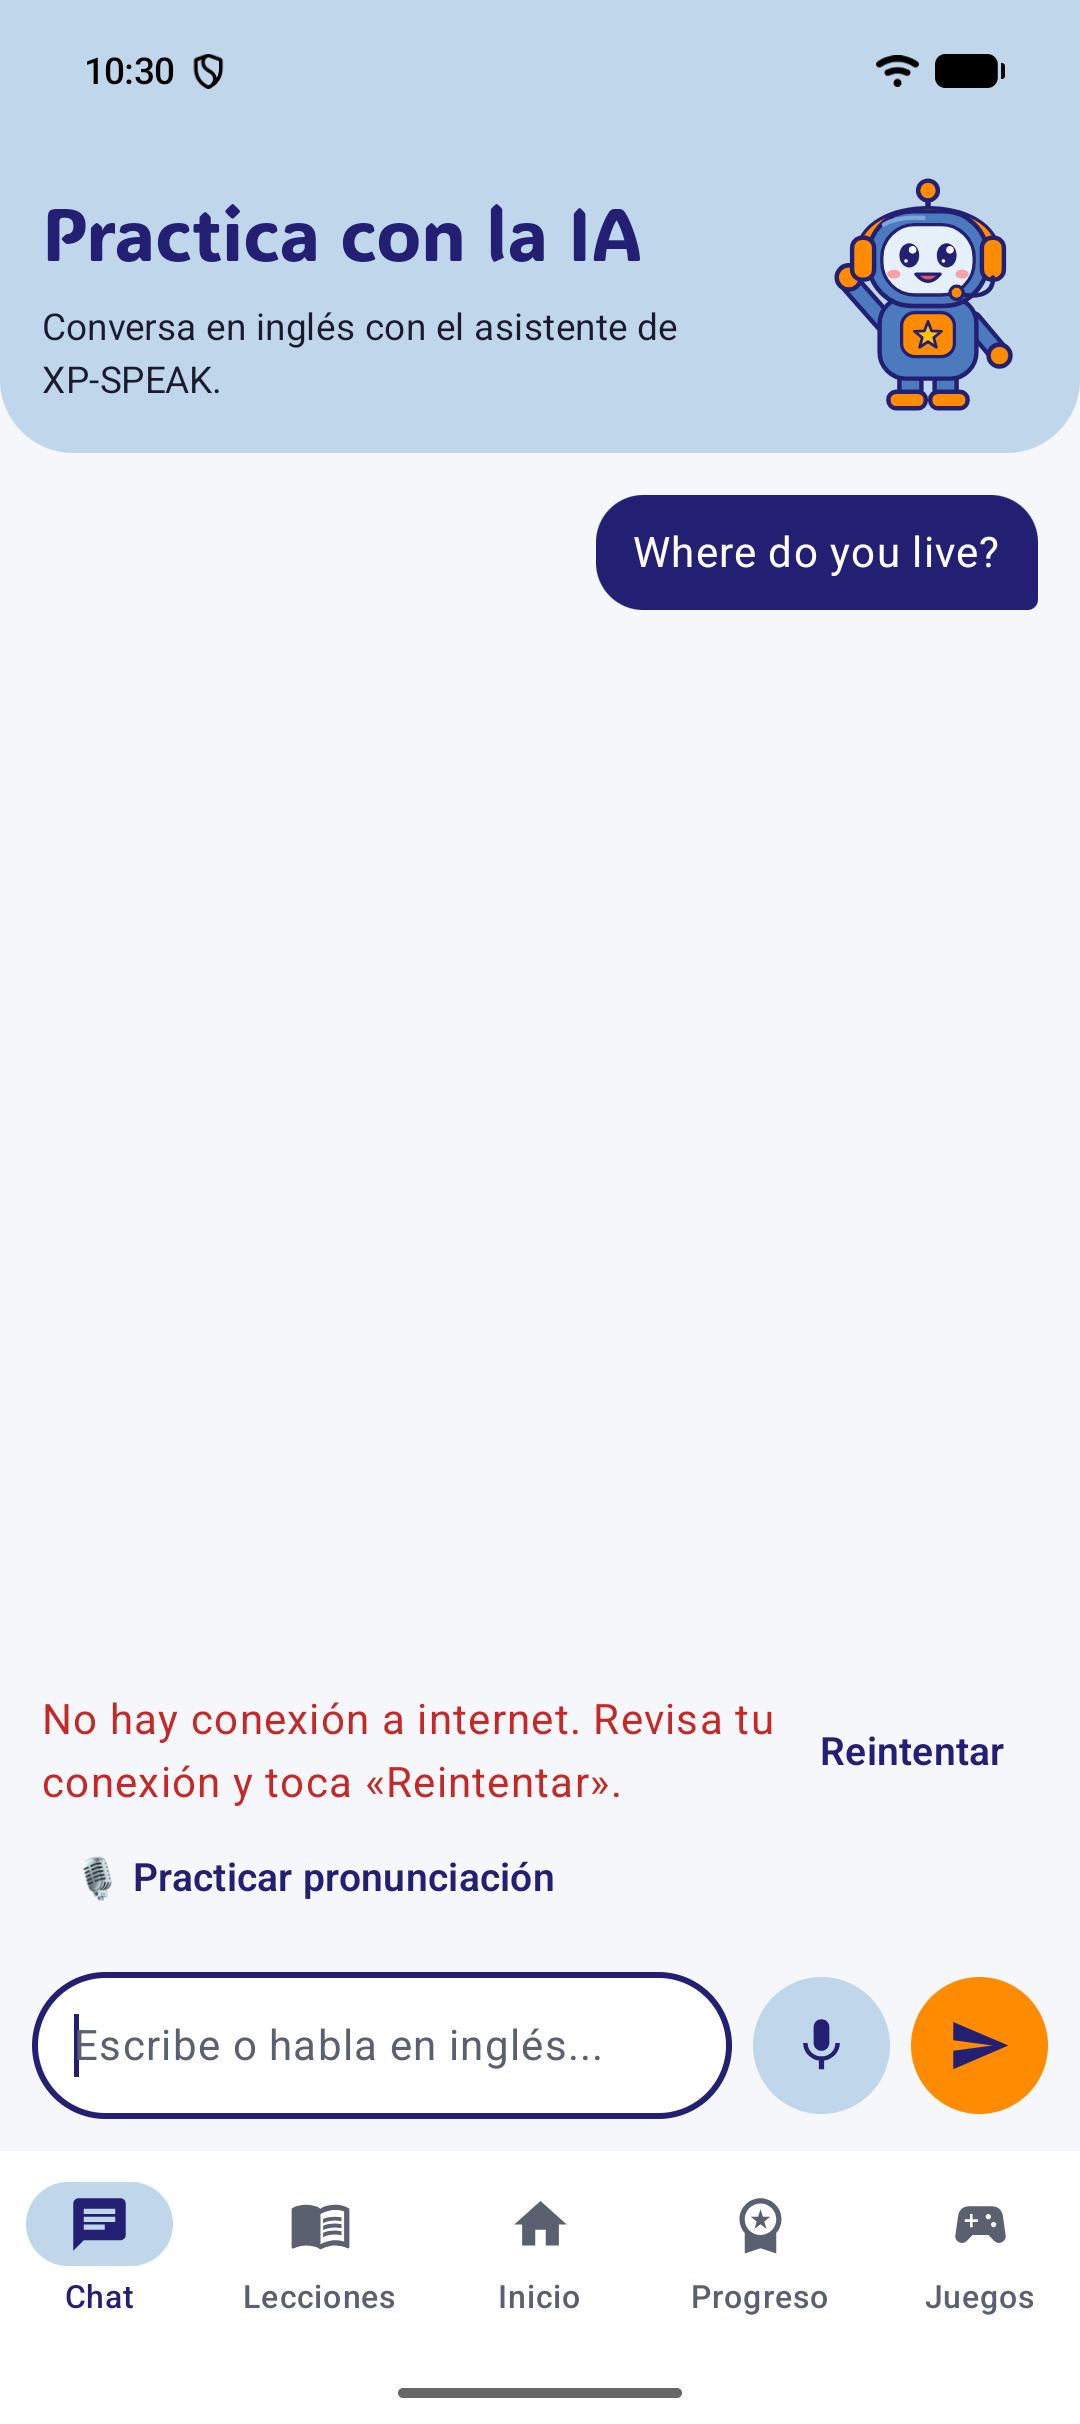 10:30
Practica con la IA
Conversa en inglés con el asistente de
XP-SPEAK.
Where do you live?
No hay conexión a internet. Revisa tu
conexión y toca «Reintentar».
Reintentar
Practicar pronunciación
Escribe o habla en inglés...
Chat
Lecciones
Inicio
Progreso
Juegos